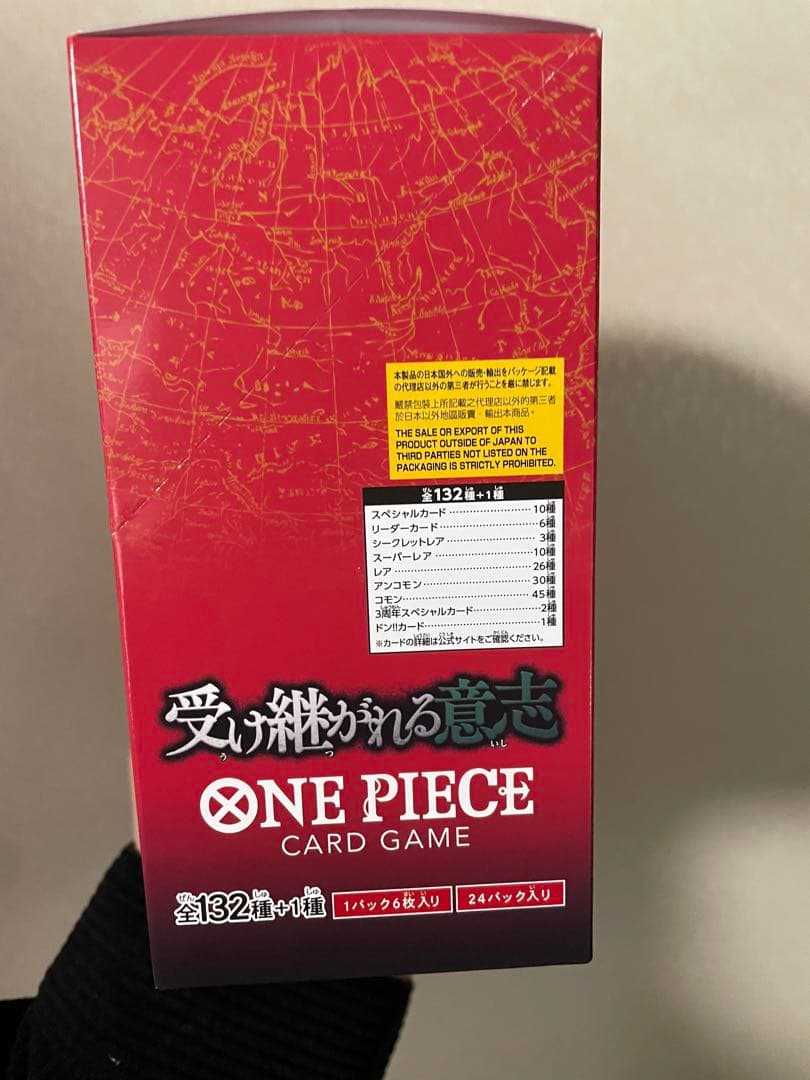 本製品の日本国外への販売・輸出をパッケージ記載
の代理店以外の第三者が行うことを厳に禁じます。
嚴禁包裝上所記載之代理店以外的第三者
於日本以外地區販賣・輸出本商品。
THE SALE OR EXPORT OF THIS
PRODUCT OUTSIDE OF JAPAN TO
THIRD PARTIES NOT LISTED ON THE
PACKAGING IS STRICTLY PROHIBITED.
全132種+1種
スペシャルカード 10種
リーダーカード 6種
シークレットレア 3種
スーパーレア 10種
レア 26種
アンコモン 30種
コモン 45種
3周年スペシャルカード 2種
ドン!!カード 1種
※カードの詳細は公式サイトをご確認ください。
受け継がれる意志
ONE PIECE
CARD GAME
全132種+1種 1パック6枚入り 24パック入り